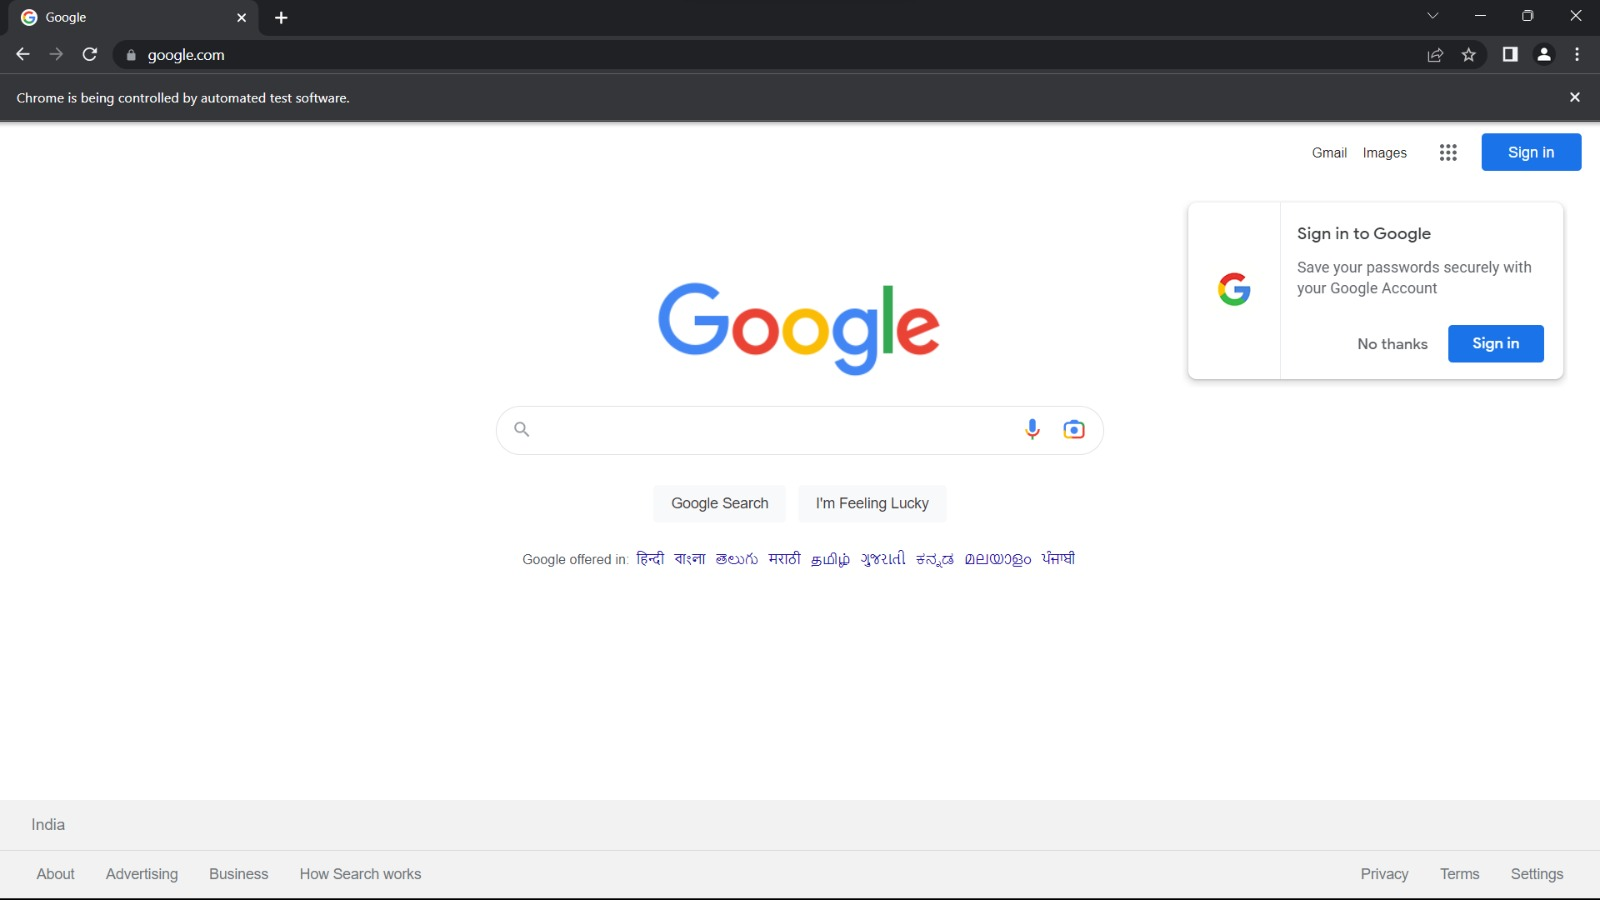 Google
google.com
Chrome is being controlled by automated test software.
Gmail Images Sign in
Sign in to Google
Save your passwords securely with
your Google Account
No thanks Sign in
Google
Google Search I'm Feeling Lucky
Google offered in: हिन्दी বাংলা తెలుగు मराठी தமிழ் ગુજરાતી ಕನ್ನಡ മലയാളം ਪੰਜਾਬੀ
India
About Advertising Business How Search works Privacy Terms Settings